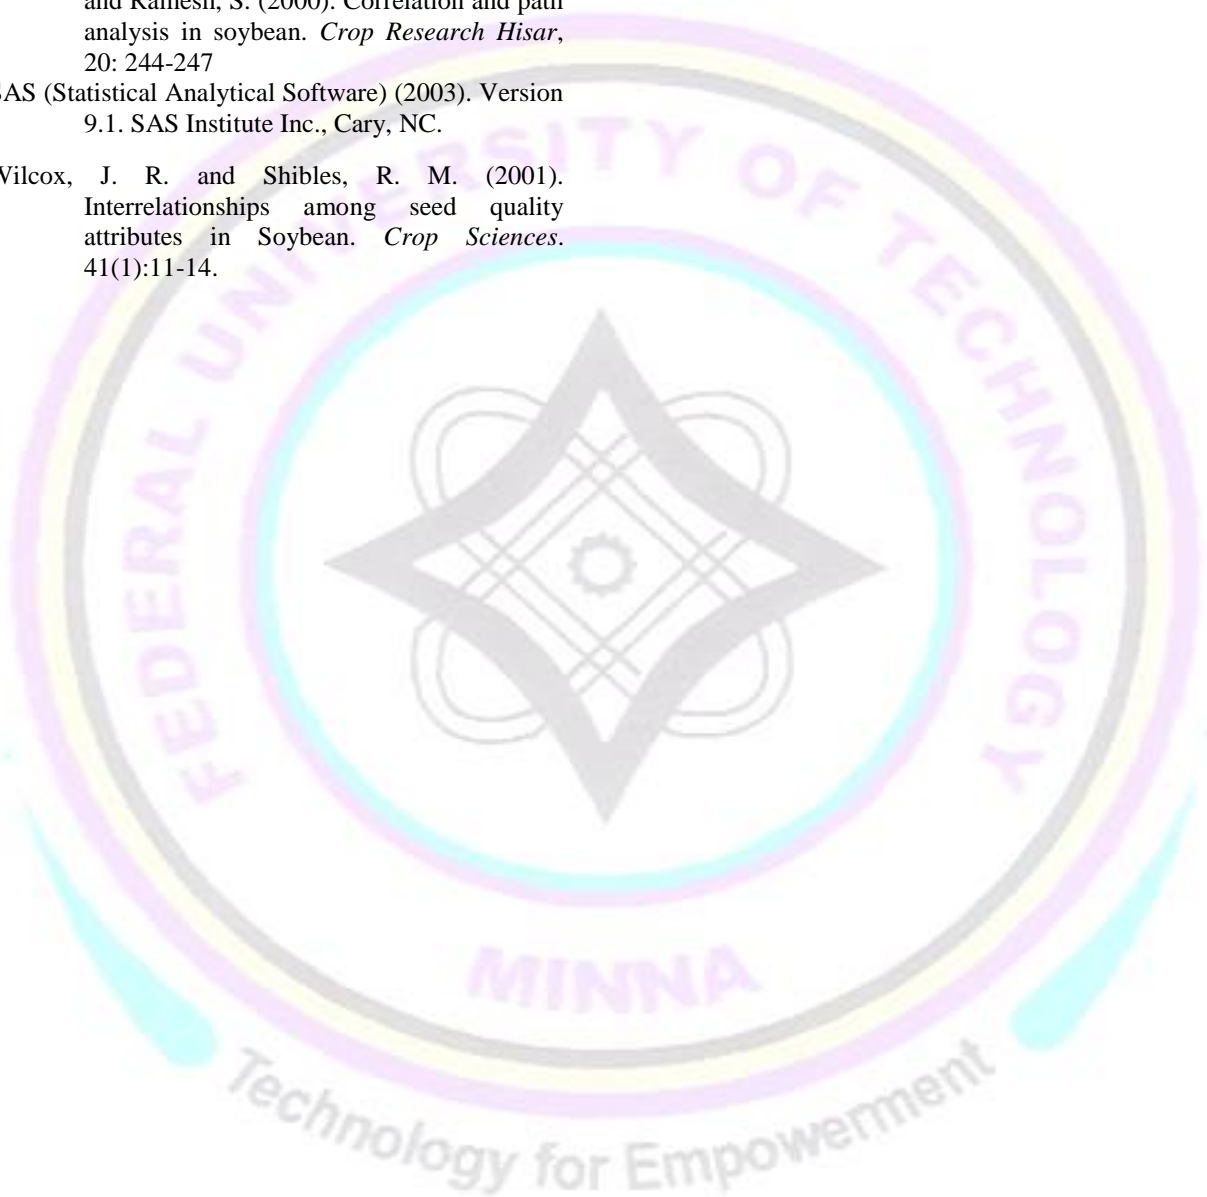 and Ramesh, S. (2000). Correlation and path
analysis in soybean. Crop Research Hisar,
20: 244-247
SAS (Statistical Analytical Software) (2003). Version
9.1. SAS Institute Inc., Cary, NC.
Wilcox, J. R. and Shibles, R. M. (2001).
Interrelationships among seed quality
attributes in Soybean. Crop Sciences.
41(1):11-14.
FEDERAL UNIVERSITY OF TECHNOLOGY
MINNA
Technology for Empowerment